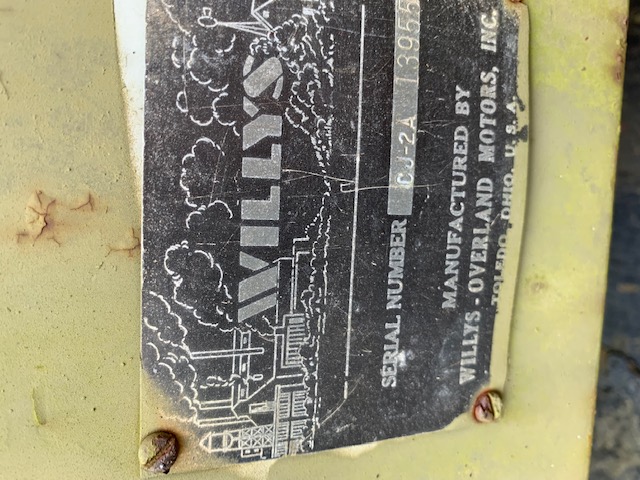 WILLYS
SERIAL NUMBER CJ-2A
MANUFACTURED BY
WILLYS-OVERLAND MOTORS, INC.
TOLEDO, OHIO, U.S.A.